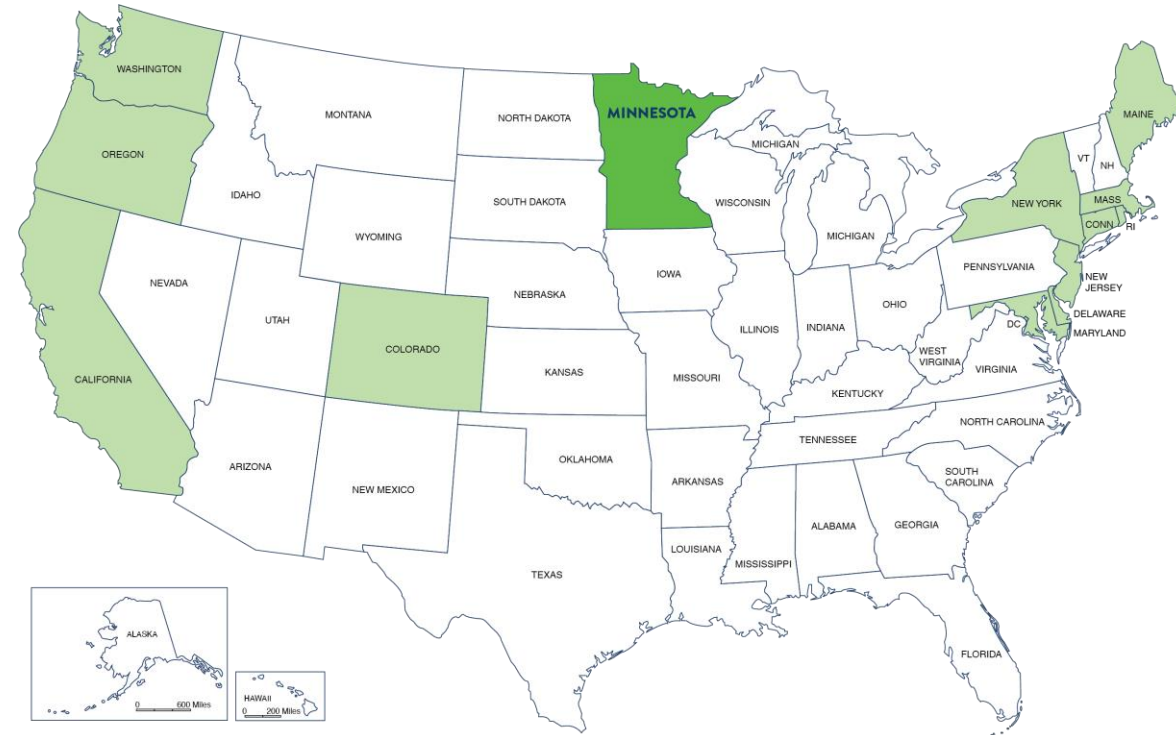 WASHINGTON
MONTANA
NORTH DAKOTA
MINNESOTA
MAINE
OREGON
IDAHO
SOUTH DAKOTA
WISCONSIN
MICHIGAN
MICHIGAN
VT
NH
NEW YORK
MASS
CONN
RI
WYOMING
NEVADA
UTAH
COLORADO
CALIFORNIA
NEBRASKA
IOWA
ILLINOIS
INDIANA
OHIO
PENNSYLVANIA
NEW
JERSEY
DELAWARE
MARYLAND
DC
WEST
VIRGINIA
VIRGINIA
KANSAS
MISSOURI
KENTUCKY
NORTH CAROLINA
TENNESSEE
SOUTH
CAROLINA
ARIZONA
NEW MEXICO
OKLAHOMA
ARKANSAS
TEXAS
LOUISIANA
MISSISSIPPI
ALABAMA
GEORGIA
FLORIDA
ALASKA
0 600 Miles
HAWAII
0 200 Miles